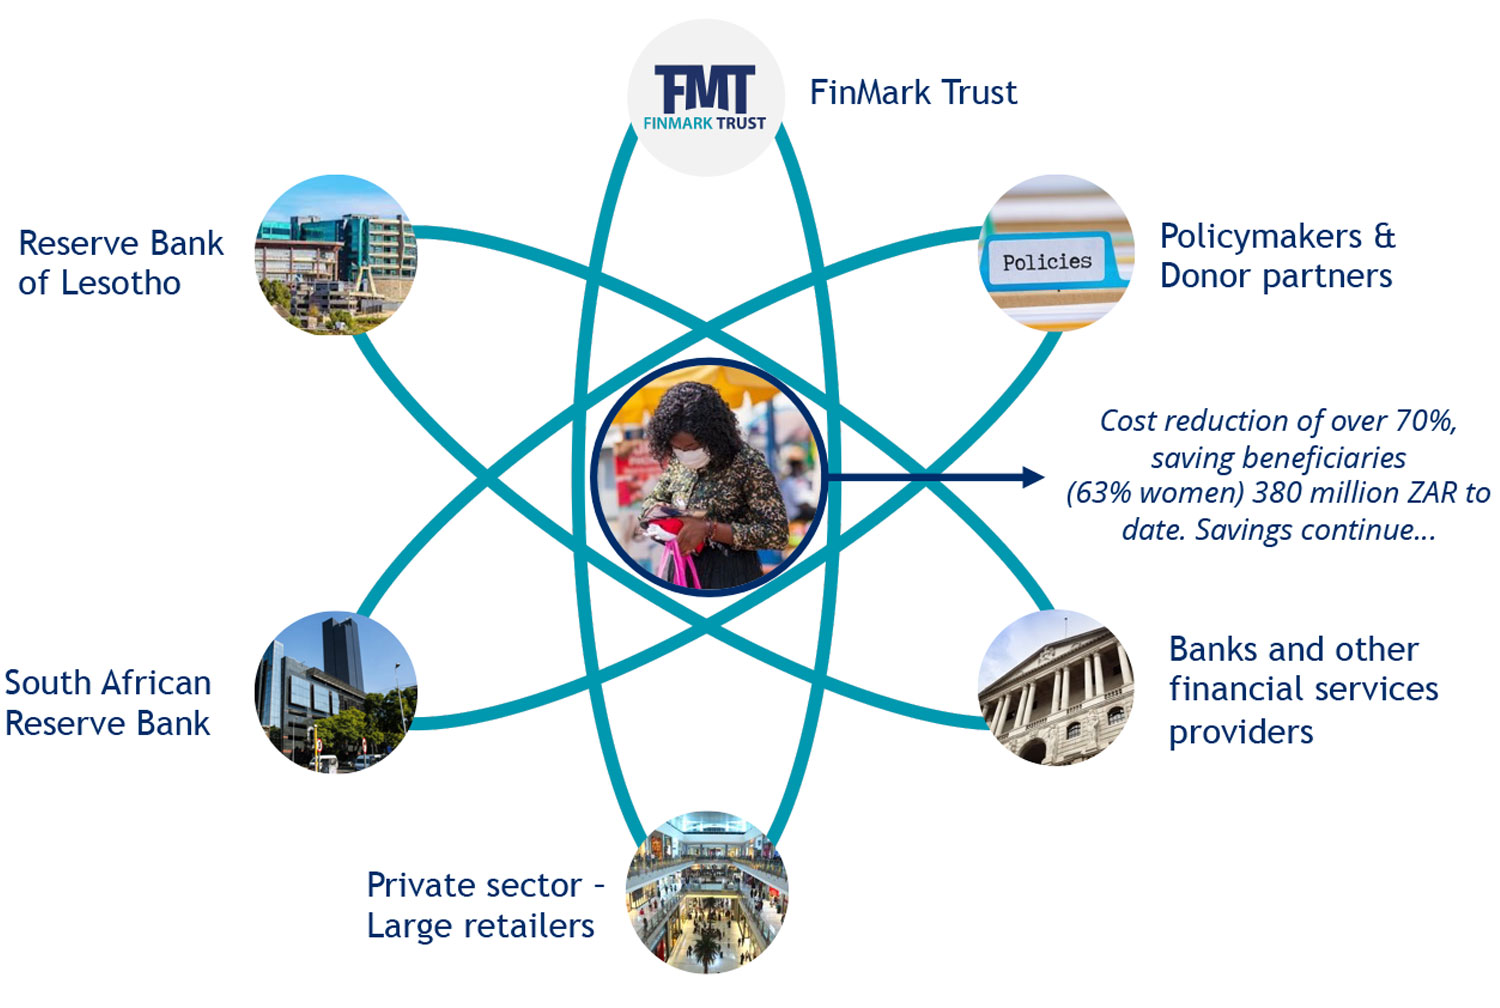 FMT
FINMARK TRUST
FinMark Trust
Reserve Bank
of Lesotho
Policies
Policymakers &
Donor partners
Cost reduction of over 70%,
saving beneficiaries
(63% women) 380 million ZAR to
date. Savings continue...
South African
Reserve Bank
Banks and other
financial services
providers
Private sector –
Large retailers